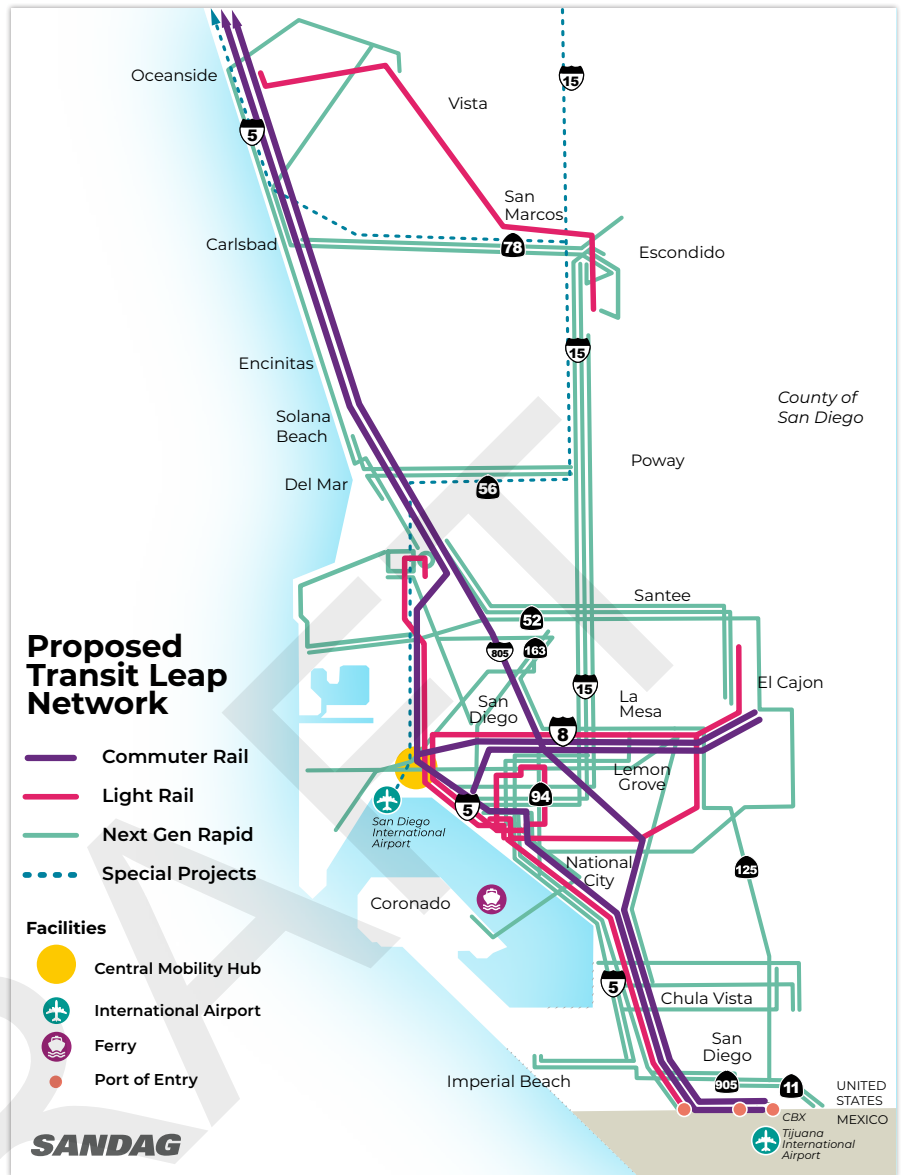 Oceanside
15
Vista
5
San
Marcos
Carlsbad
78
Escondido
15
Encinitas
County of
San Diego
Solana
Beach
Poway
Del Mar
56
Santee
52
163
805
Proposed
Transit Leap
Network
15
El Cajon
La
Mesa
San
Diego
8
Commuter Rail
Lemon
Grove
Light Rail
94
5
San Diego
International
Airport
Next Gen Rapid
National
City
125
Special Projects
Coronado
Facilities
Central Mobility Hub
5
Chula Vista
International Airport
Ferry
San
Diego
Port of Entry
Imperial Beach
905
11
UNITED
STATES
CBX
MEXICO
Tijuana
International
Airport
SANDAG
DRAFT